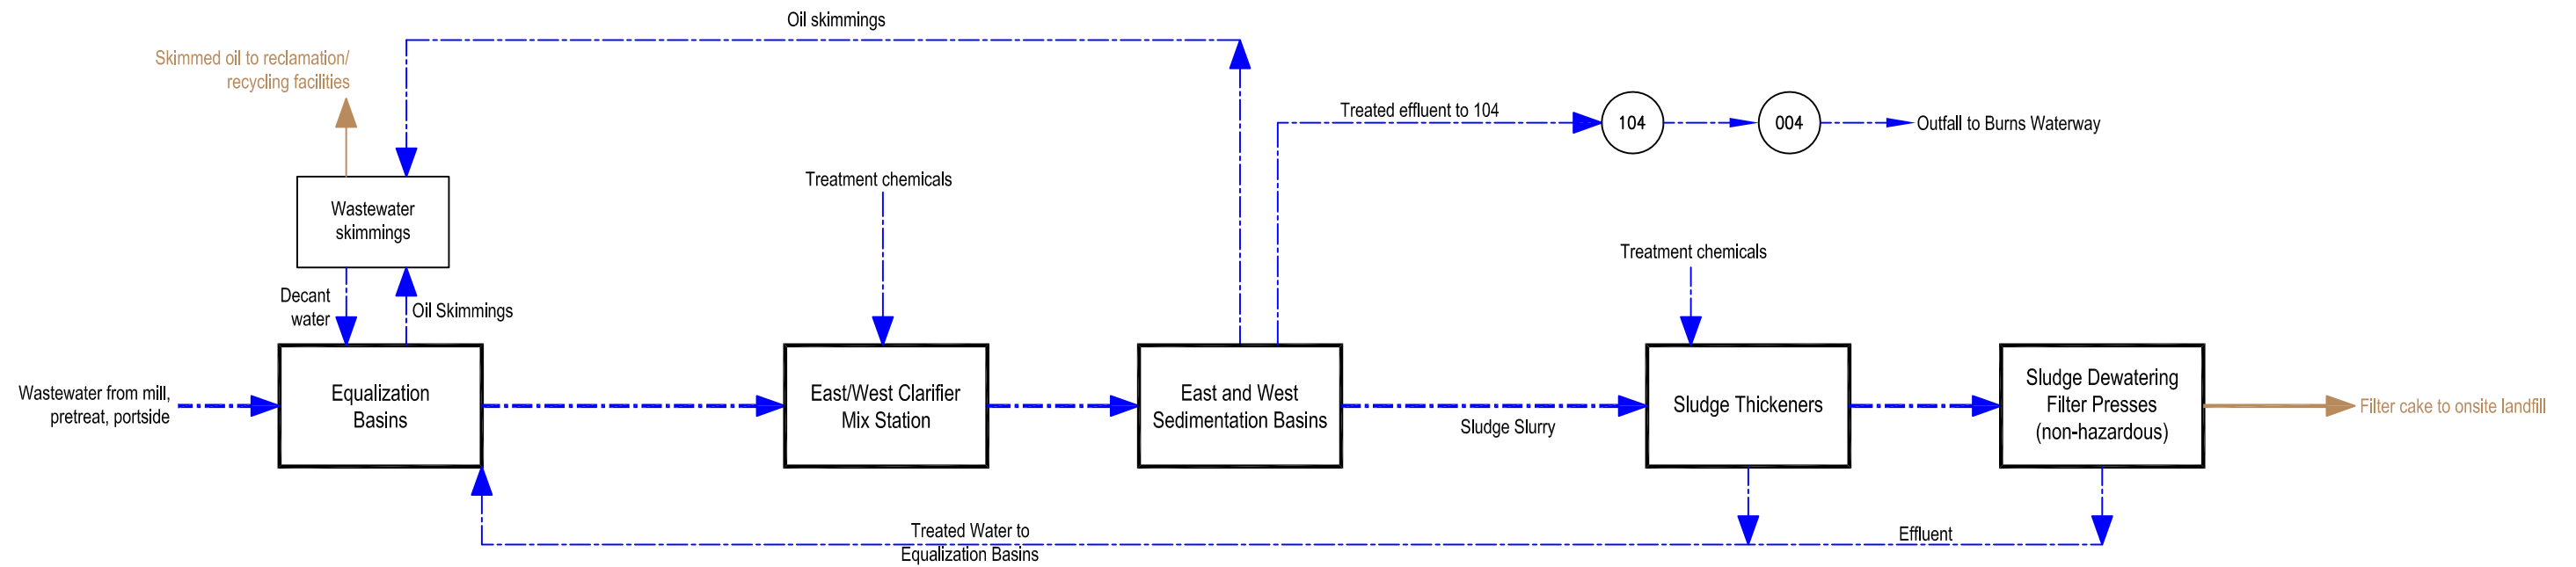 Oil skimmings
Skimmed oil to reclamation/
recycling facilities
Treated effluent to 104
104
004
Outfall to Burns Waterway
Treatment chemicals
Wastewater
skimmings
Treatment chemicals
Decant
water
Oil Skimmings
Wastewater from mill,
pretreat, portside
Equalization
Basins
East/West Clarifier
Mix Station
East and West
Sedimentation Basins
Sludge Slurry
Sludge Thickeners
Sludge Dewatering
Filter Presses
(non-hazardous)
Filter cake to onsite landfill
Treated Water to
Equalization Basins
Effluent